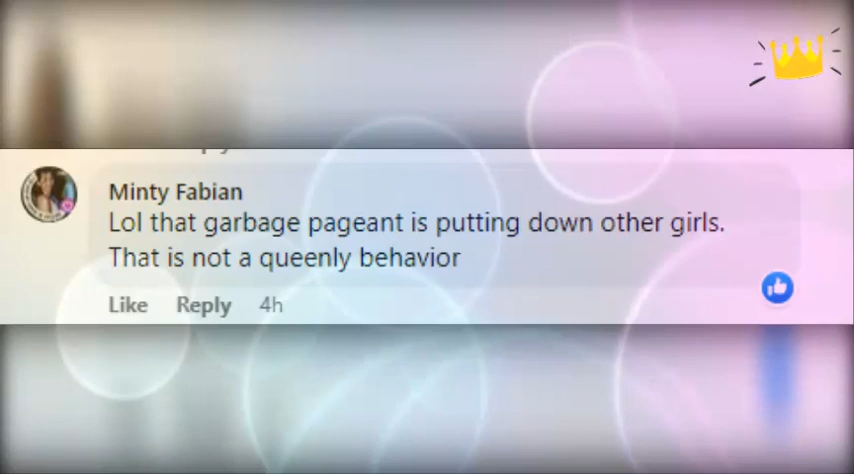 Minty Fabian
Lol that garbage pageant is putting down other girls.
That is not a queenly behavior
Like Reply 4h